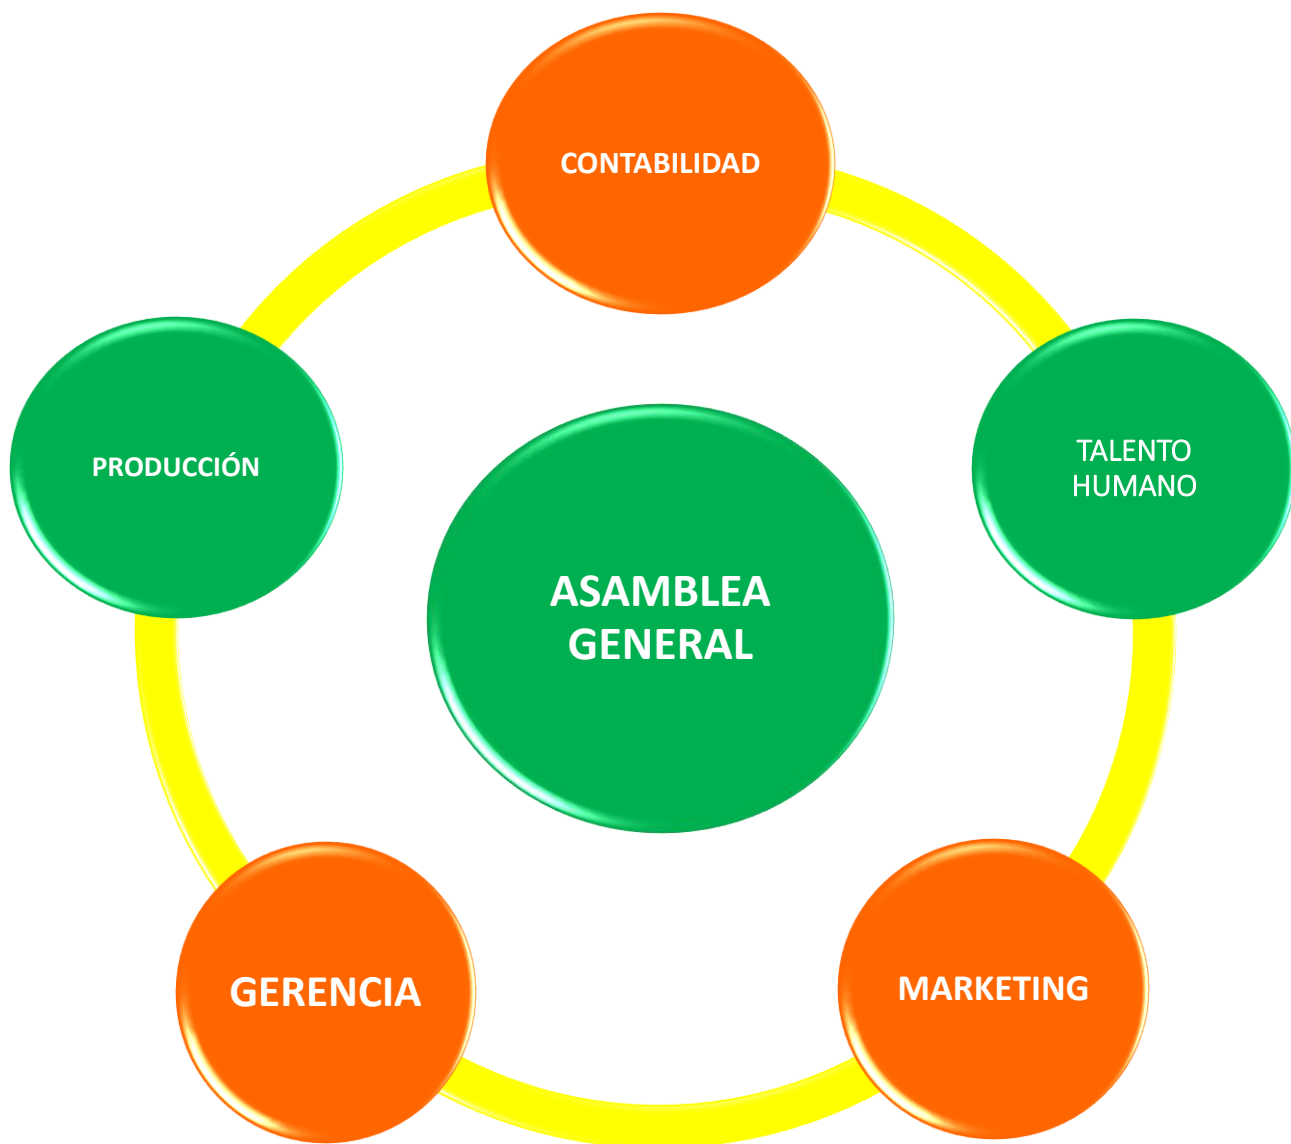 CONTABILIDAD
PRODUCCIÓN
TALENTO
HUMANO
ASAMBLEA
GENERAL
GERENCIA
MARKETING